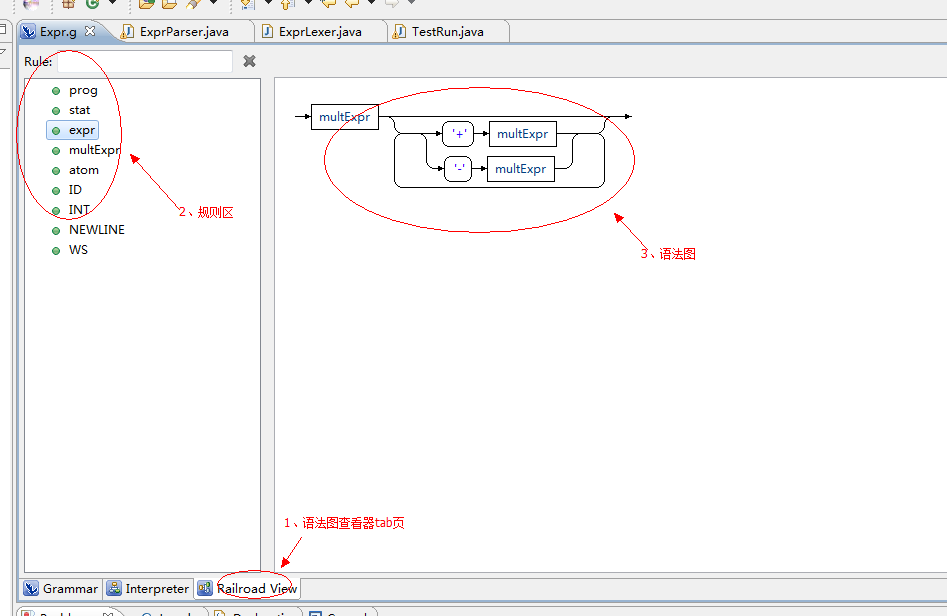 Expr.g
ExprParser.java
ExprLexer.java
TestRun.java
Rule:
prog
stat
expr
multExpr
atom
ID
INT
NEWLINE
WS
multExpr
'+'
multExpr
'-'
multExpr
2、规则区
3、语法图
1、语法图查看器tab页
Grammar
Interpreter
Railroad View